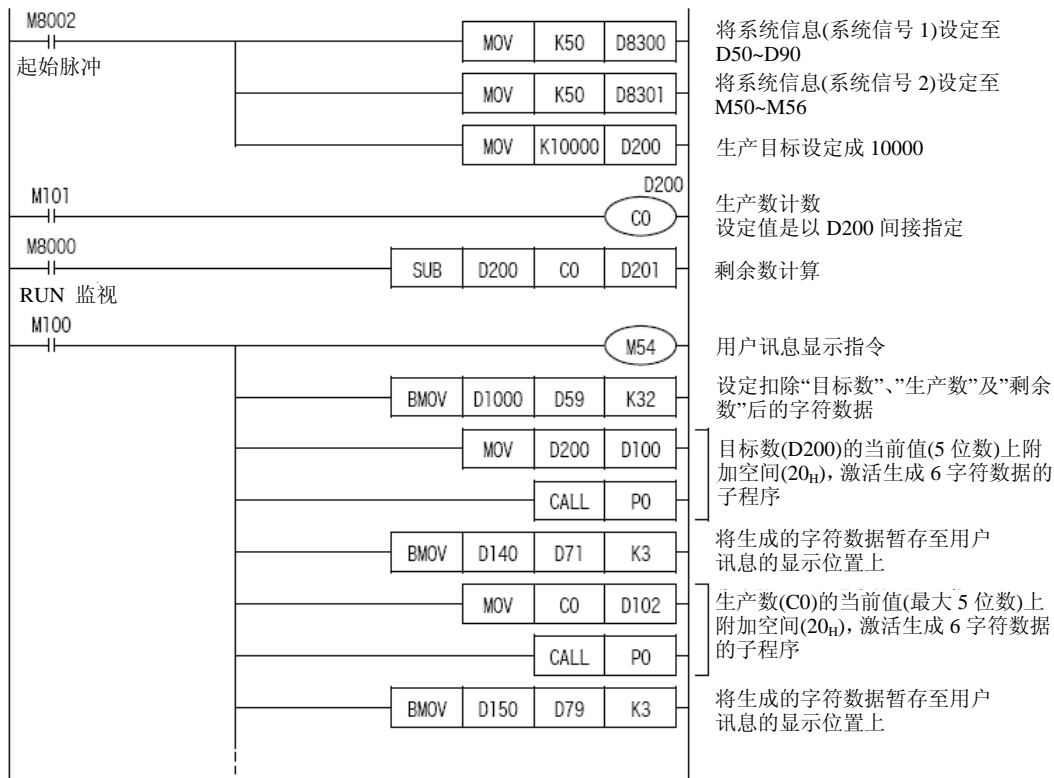 M8002
起始脉冲
MOV K50 D8300
将系统信息(系统信号 1)设定至
D50~D90
MOV K50 D8301
将系统信息(系统信号 2)设定至
M50~M56
MOV K10000 D200
生产目标设定成 10000
M101
D200
C0
生产数计数
设定值是以 D200 间接指定
M8000
RUN 监视
SUB D200 C0 D201
剩余数计算
M100
M54
用户讯息显示指令
BMOV D1000 D59 K32
设定扣除“目标数”、”生产数”及”剩余
数”后的字符数据
MOV D200 D100
CALL P0
目标数(D200)的当前值(5 位数)上附
加空间(20H), 激活生成 6 字符数据的
子程序
BMOV D140 D71 K3
将生成的字符数据暂存至用户
讯息的显示位置上
MOV C0 D102
CALL P0
生产数(C0)的当前值(最大 5 位数)上
附加空间(20H), 激活生成 6 字符数据
的子程序
BMOV D150 D79 K3
将生成的字符数据暂存至用户
讯息的显示位置上